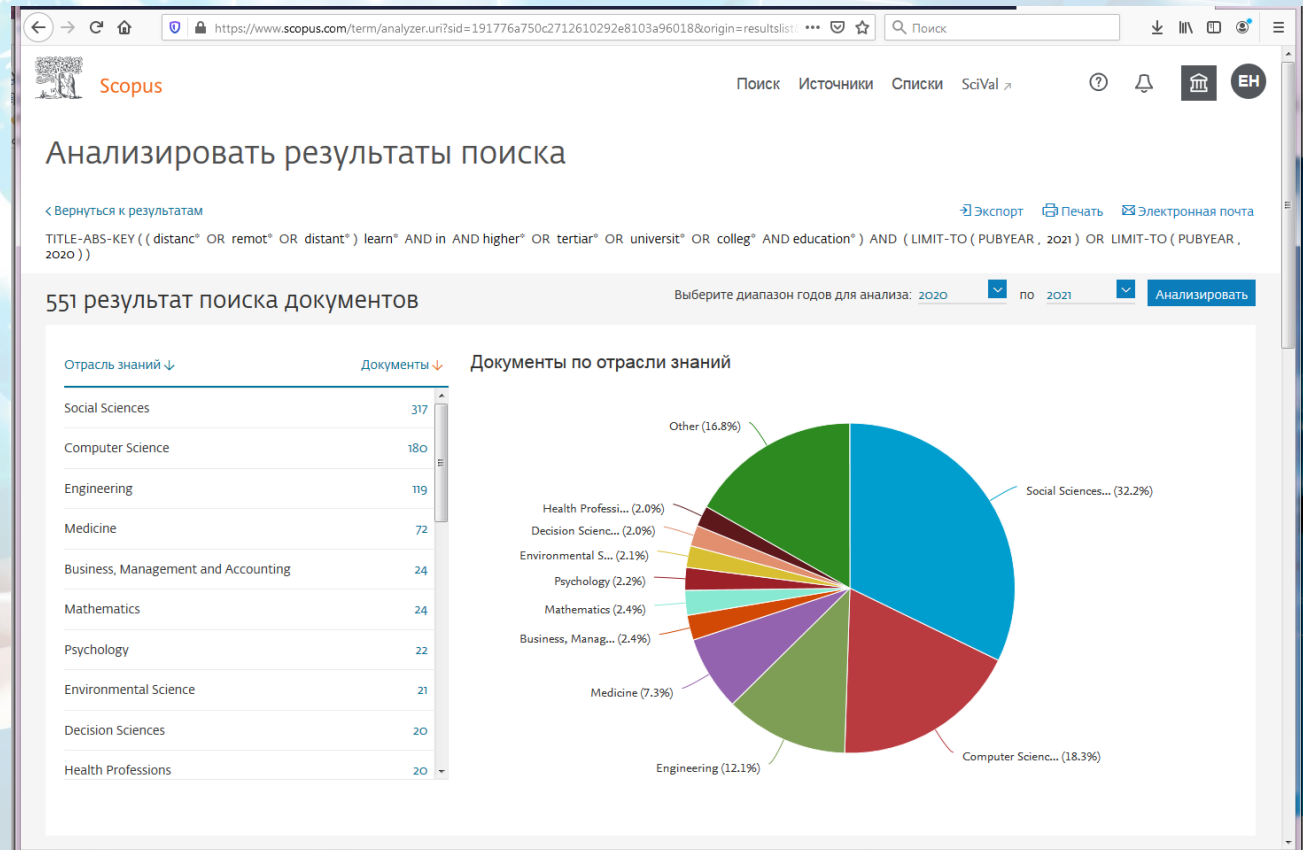 https://www.scopus.com/term/analyzer.uri?sid=191776a750c2712610292e8103a96018&origin=resultslist
Поиск
Scopus
Поиск Источники Списки SciVal
EH
Анализировать результаты поиска
Вернуться к результатам
Экспорт Печать Электронная почта
TITLE-ABS-KEY ( ( distanc* OR remot* OR distant* ) learn* AND in AND higher* OR tertiar* OR universit* OR colleg* AND education* ) AND ( LIMIT-TO ( PUBYEAR , 2021 ) OR LIMIT-TO ( PUBYEAR ,
2020 ) )
551 результат поиска документов
Выберите диапазон годов для анализа: 2020 по 2021 Анализировать
Отрасль знаний Документы
Social Sciences 317
Computer Science 180
Engineering 119
Medicine 72
Business, Management and Accounting 24
Mathematics 24
Psychology 22
Environmental Science 21
Decision Sciences 20
Health Professions 20
Документы по отрасли знаний
Other (16.8%)
Social Sciences... (32.2%)
Health Professi... (2.0%)
Decision Scienc... (2.0%)
Environmental S... (2.1%)
Psychology (2.2%)
Mathematics (2.4%)
Business, Manag... (2.4%)
Medicine (7.3%)
Computer Scienc... (18.3%)
Engineering (12.1%)